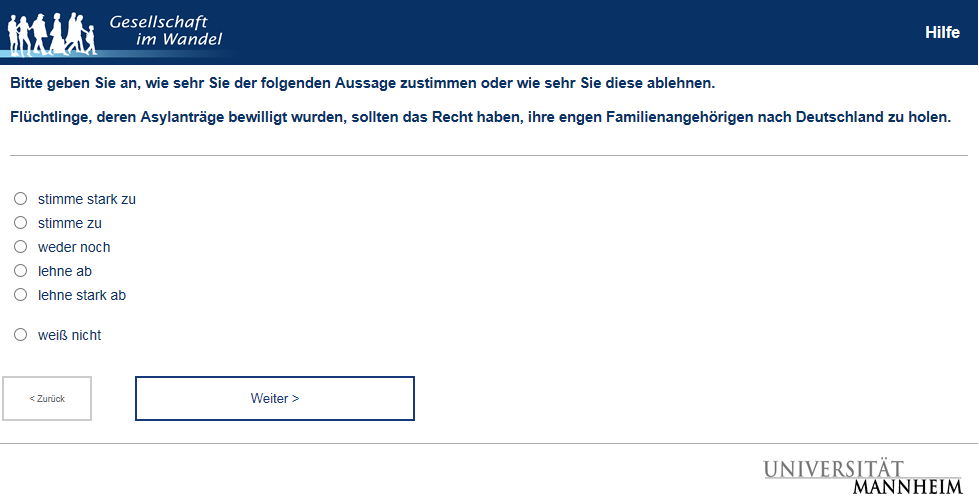 Gesellschaft
im Wandel
Hilfe
Bitte geben Sie an, wie sehr Sie der folgenden Aussage zustimmen oder wie sehr Sie diese ablehnen.
Flüchtlinge, deren Asylanträge bewilligt wurden, sollten das Recht haben, ihre engen Familienangehörigen nach Deutschland zu holen.
stimme stark zu
stimme zu
weder noch
lehne ab
lehne stark ab
weiß nicht
< Zurück
Weiter >
UNIVERSITÄT
MANNHEIM